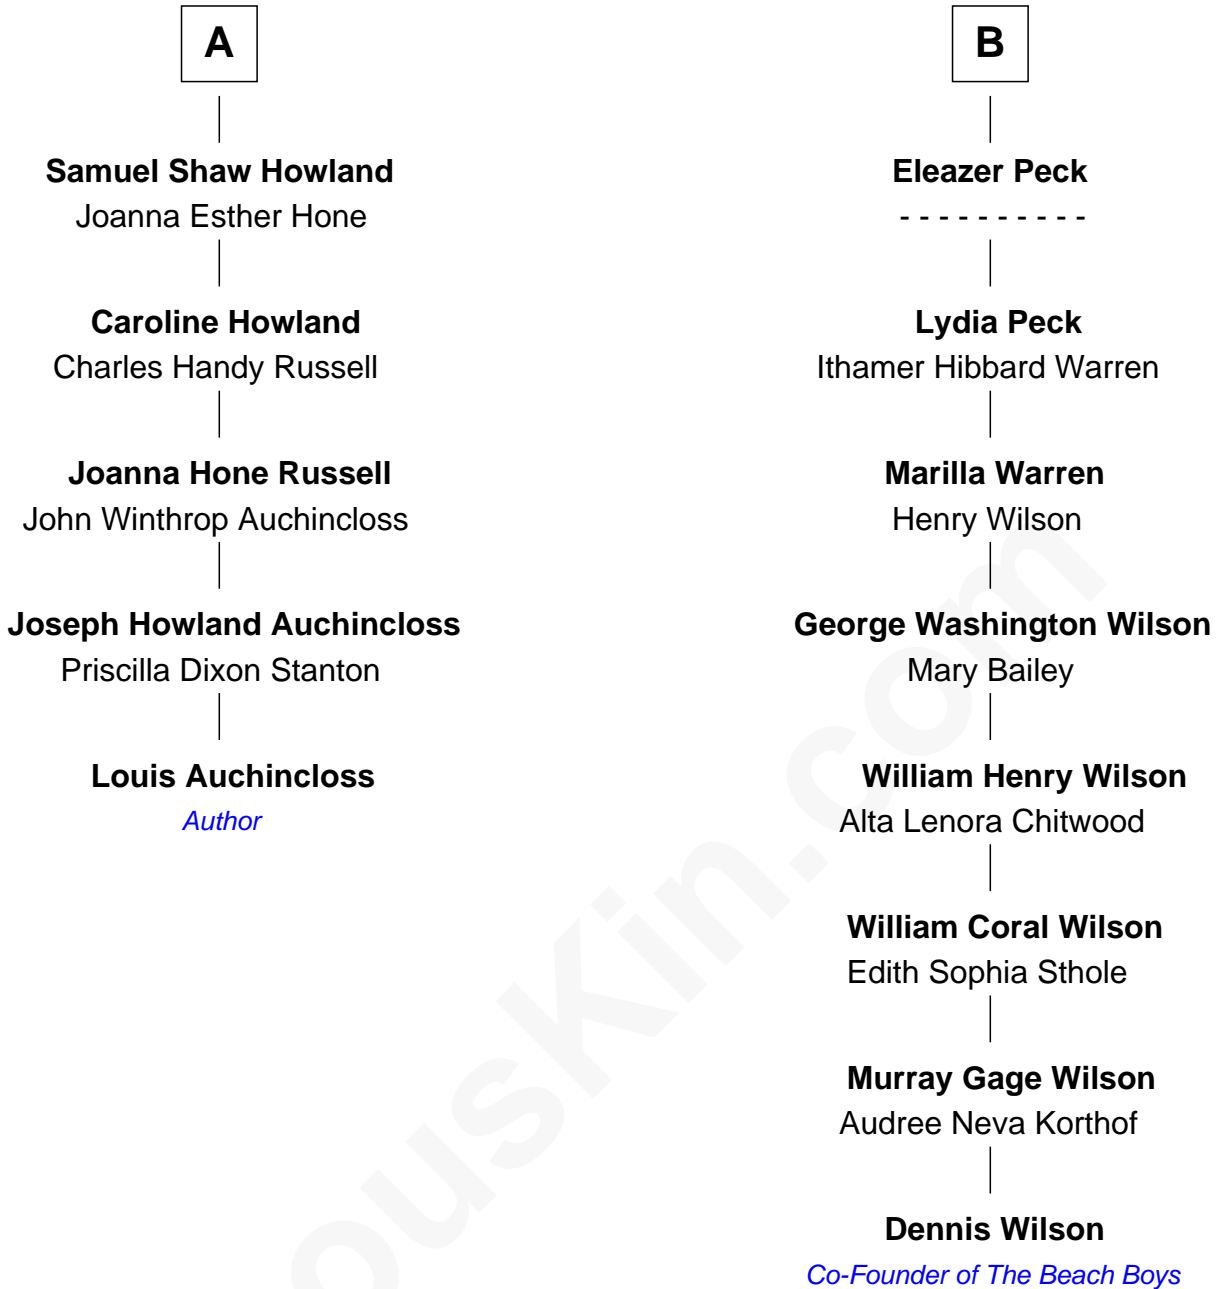 A
Samuel Shaw Howland
Joanna Esther Hone
Caroline Howland
Charles Handy Russell
Joanna Hone Russell
John Winthrop Auchincloss
Joseph Howland Auchincloss
Priscilla Dixon Stanton
Louis Auchincloss
Author
B
Eleazer Peck
- - - - - - - - - -
Lydia Peck
Ithamer Hibbard Warren
Marilla Warren
Henry Wilson
George Washington Wilson
Mary Bailey
William Henry Wilson
Alta Lenora Chitwood
William Coral Wilson
Edith Sophia Sthole
Murray Gage Wilson
Audree Neva Korthof
Dennis Wilson
Co-Founder of The Beach Boys
ousKin.com